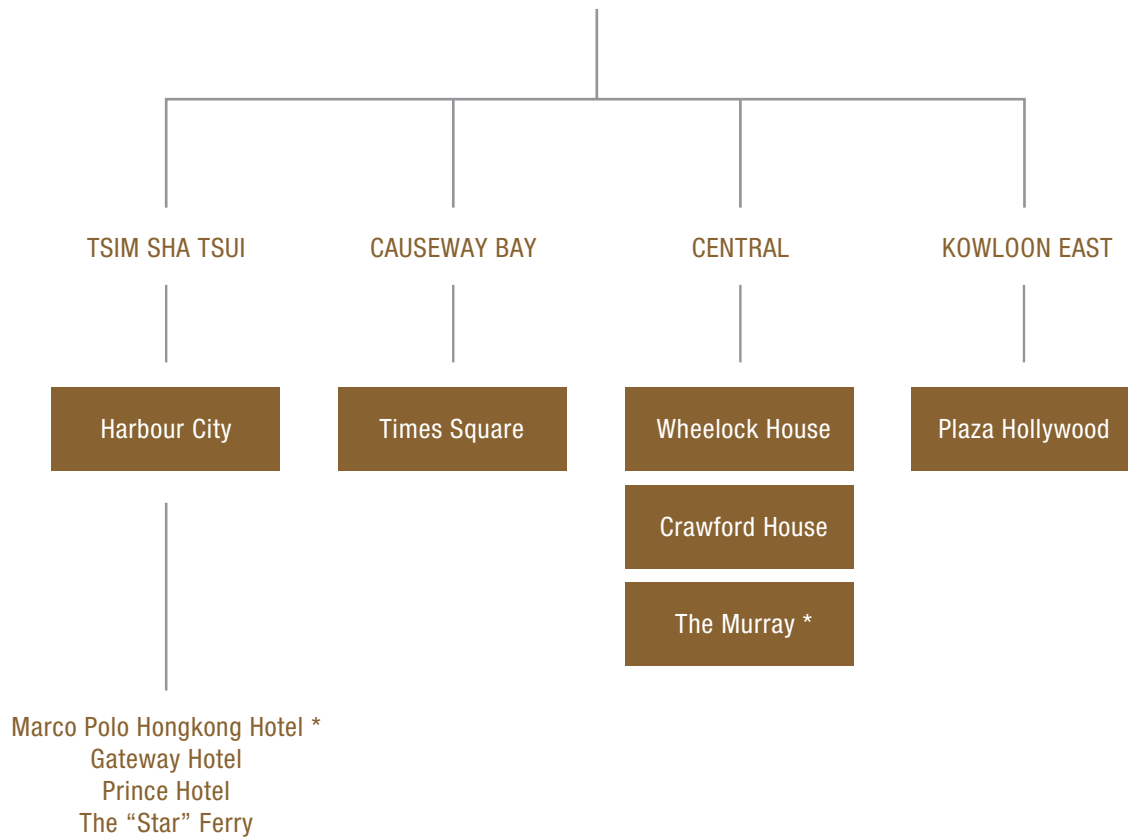 TSIM SHA TSUI
CAUSEWAY BAY
CENTRAL
KOWLOON EAST
Harbour City
Times Square
Wheelock House
Plaza Hollywood
Crawford House
The Murray *
Marco Polo Hongkong Hotel *
Gateway Hotel
Prince Hotel
The “Star” Ferry